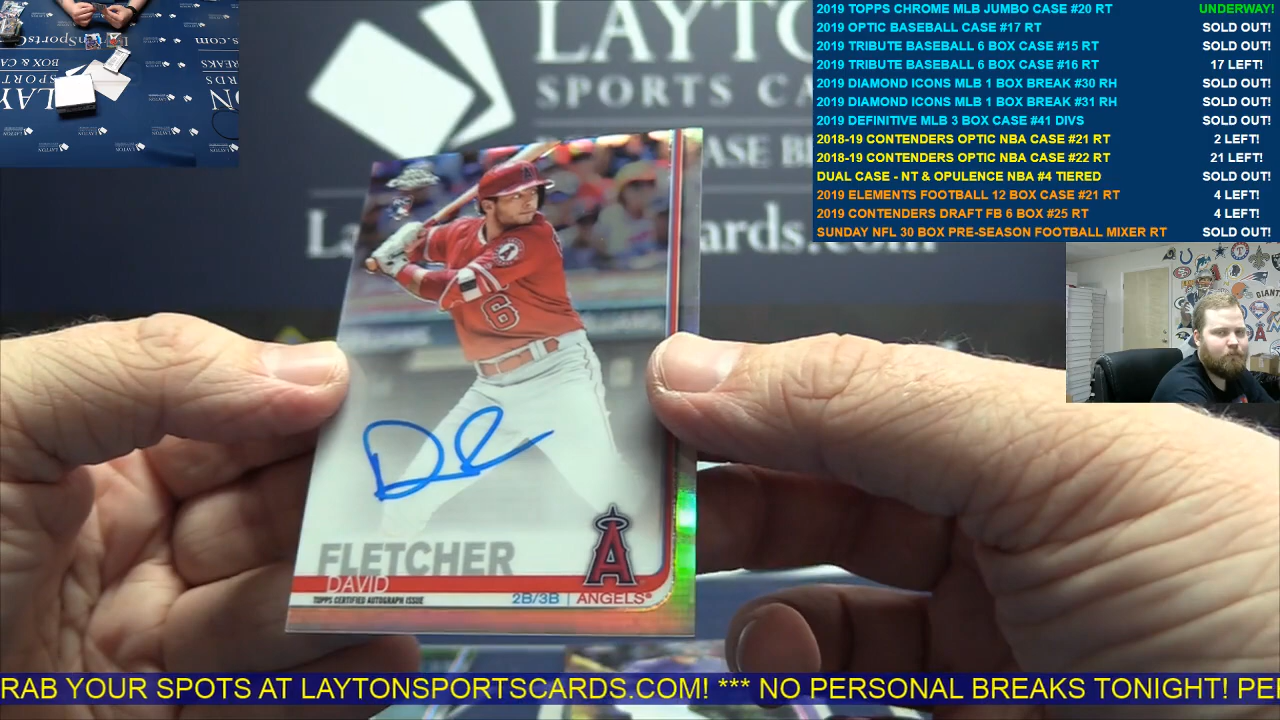 2019 TOPPS CHROME MLB JUMBO CASE #20 RT UNDERWAY!
2019 OPTIC BASEBALL CASE #17 RT SOLD OUT!
2019 TRIBUTE BASEBALL 6 BOX CASE #15 RT SOLD OUT!
2019 TRIBUTE BASEBALL 6 BOX CASE #16 RT 17 LEFT!
2019 DIAMOND ICONS MLB 1 BOX BREAK #30 RH SOLD OUT!
2019 DIAMOND ICONS MLB 1 BOX BREAK #31 RH SOLD OUT!
2019 DEFINITIVE MLB 3 BOX CASE #41 DIVS SOLD OUT!
2018-19 CONTENDERS OPTIC NBA CASE #21 RT 2 LEFT!
2018-19 CONTENDERS OPTIC NBA CASE #22 RT 21 LEFT!
DUAL CASE - NT & OPULENCE NBA #4 TIERED SOLD OUT!
2019 ELEMENTS FOOTBALL 12 BOX CASE #21 RT 4 LEFT!
2019 CONTENDERS DRAFT FB 6 BOX #25 RT 4 LEFT!
SUNDAY NFL 30 BOX PRE-SEASON FOOTBALL MIXER RT SOLD OUT!
LAYTO
SPORTS CA
ASE B
La
rds.com
A
6
FLETCHER
DAVID
TOPPS CERTIFIED AUTOGRAPH ISSUE
2B/3B | ANGELS
RAB YOUR SPOTS AT LAYTONSPORTSCARDS.COM! *** NO PERSONAL BREAKS TONIGHT! PE